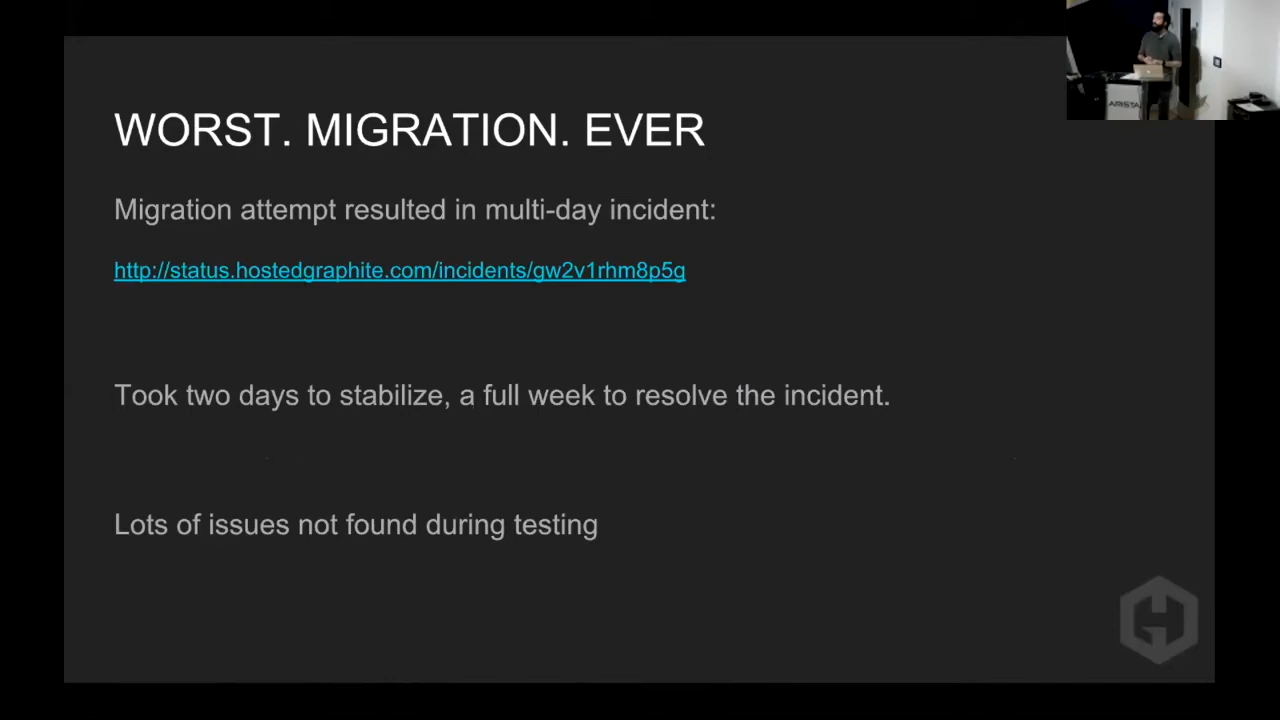 WORST. MIGRATION. EVER
Migration attempt resulted in multi-day incident:
http://status.hostedgraphite.com/incidents/gw2v1rhm8p5g
Took two days to stabilize, a full week to resolve the incident.
Lots of issues not found during testing
ARISTA